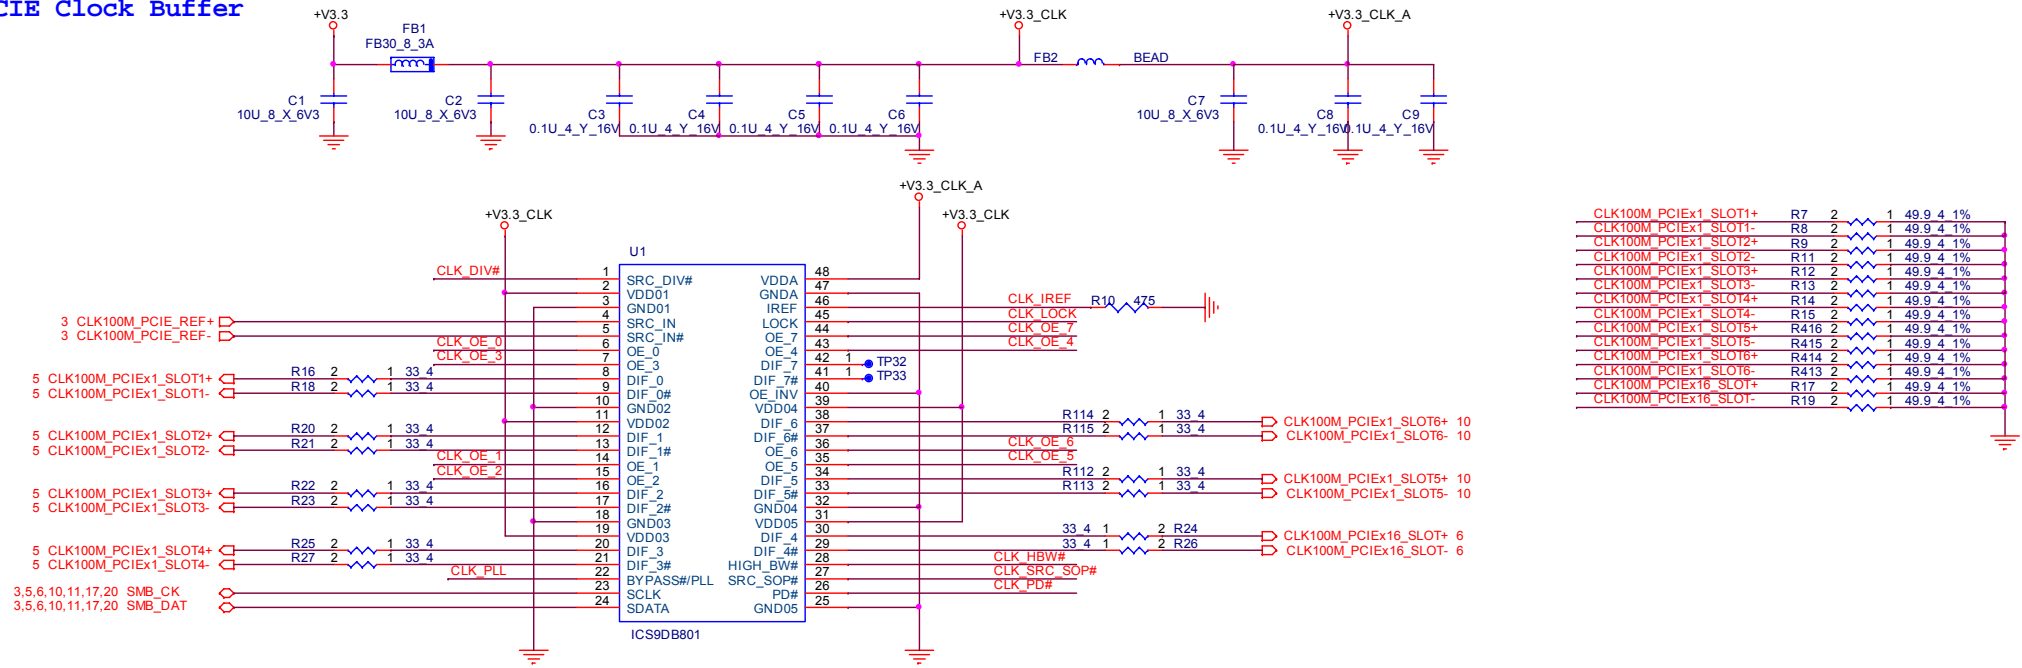 CIE Clock Buffer
+V3.3
+V3.3_CLK
+V3.3_CLK_A
FB1
FB30_8_3A
FB2
BEAD
C1
10U_8_X_6V3
C2
10U_8_X_6V3
C3
0.1U_4_Y_16V
C4
0.1U_4_Y_16V
C5
0.1U_4_Y_16V
C6
0.1U_4_Y_16V
C7
10U_8_X_6V3
C8
0.1U_4_Y_16V
C9
0.1U_4_Y_16V
+V3.3_CLK
+V3.3_CLK_A
+V3.3_CLK
U1
CLK_DIV# 1 SRC_DIV#
2 VDD01
3 GND01
3 CLK100M_PCIE_REF+ 4 SRC_IN
3 CLK100M_PCIE_REF- 5 SRC_IN#
CLK_OE_0 6 OE_0
CLK_OE_3 7 OE_3
5 CLK100M_PCIEx1_SLOT1+ R16 2 1 33_4 8 DIF_0
5 CLK100M_PCIEx1_SLOT1- R18 2 1 33_4 9 DIF_0#
10 GND02
11 VDD02
5 CLK100M_PCIEx1_SLOT2+ R20 2 1 33_4 12 DIF_1
5 CLK100M_PCIEx1_SLOT2- R21 2 1 33_4 13 DIF_1#
CLK_OE_1 14 OE_1
CLK_OE_2 15 OE_2
5 CLK100M_PCIEx1_SLOT3+ R22 2 1 33_4 16 DIF_2
5 CLK100M_PCIEx1_SLOT3- R23 2 1 33_4 17 DIF_2#
18 GND03
19 VDD03
5 CLK100M_PCIEx1_SLOT4+ R25 2 1 33_4 20 DIF_3
5 CLK100M_PCIEx1_SLOT4- R27 2 1 33_4 21 DIF_3#
CLK_PLL 22 BYPASS#/PLL
3,5,6,10,11,17,20 SMB_CK 23 SCLK
3,5,6,10,11,17,20 SMB_DAT 24 SDATA
ICS9DB801
VDDA 48
GNDA 47
IREF 46 CLK_IREF R10 475
LOCK 45 CLK_LOCK
OE_7 44 CLK_OE_7
OE_4 43 CLK_OE_4
DIF_7 42 1 TP32
DIF_7# 41 1 TP33
OE_INV 40
VDD04 39
DIF_6 38 R114 2 1 33_4 CLK100M_PCIEx1_SLOT6+ 10
DIF_6# 37 R115 2 1 33_4 CLK100M_PCIEx1_SLOT6- 10
OE_6 36 CLK_OE_6
OE_5 35 CLK_OE_5
DIF_5 34 R112 2 1 33_4 CLK100M_PCIEx1_SLOT5+ 10
DIF_5# 33 R113 2 1 33_4 CLK100M_PCIEx1_SLOT5- 10
GND04 32
VDD05 31
DIF_4 30 33_4 1 2 R24 CLK100M_PCIEx16_SLOT+ 6
DIF_4# 29 33_4 1 2 R26 CLK100M_PCIEx16_SLOT- 6
HIGH_BW# 28 CLK_HBW#
SRC_SOP# 27 CLK_SRC_SOP#
PD# 26 CLK_PD#
GND05 25
CLK100M_PCIEx1_SLOT1+ R7 2 1 49.9_4_1%
CLK100M_PCIEx1_SLOT1- R8 2 1 49.9_4_1%
CLK100M_PCIEx1_SLOT2+ R9 2 1 49.9_4_1%
CLK100M_PCIEx1_SLOT2- R11 2 1 49.9_4_1%
CLK100M_PCIEx1_SLOT3+ R12 2 1 49.9_4_1%
CLK100M_PCIEx1_SLOT3- R13 2 1 49.9_4_1%
CLK100M_PCIEx1_SLOT4+ R14 2 1 49.9_4_1%
CLK100M_PCIEx1_SLOT4- R15 2 1 49.9_4_1%
CLK100M_PCIEx1_SLOT5+ R416 2 1 49.9_4_1%
CLK100M_PCIEx1_SLOT5- R415 2 1 49.9_4_1%
CLK100M_PCIEx1_SLOT6+ R414 2 1 49.9_4_1%
CLK100M_PCIEx1_SLOT6- R413 2 1 49.9_4_1%
CLK100M_PCIEx16_SLOT+ R17 2 1 49.9_4_1%
CLK100M_PCIEx16_SLOT- R19 2 1 49.9_4_1%